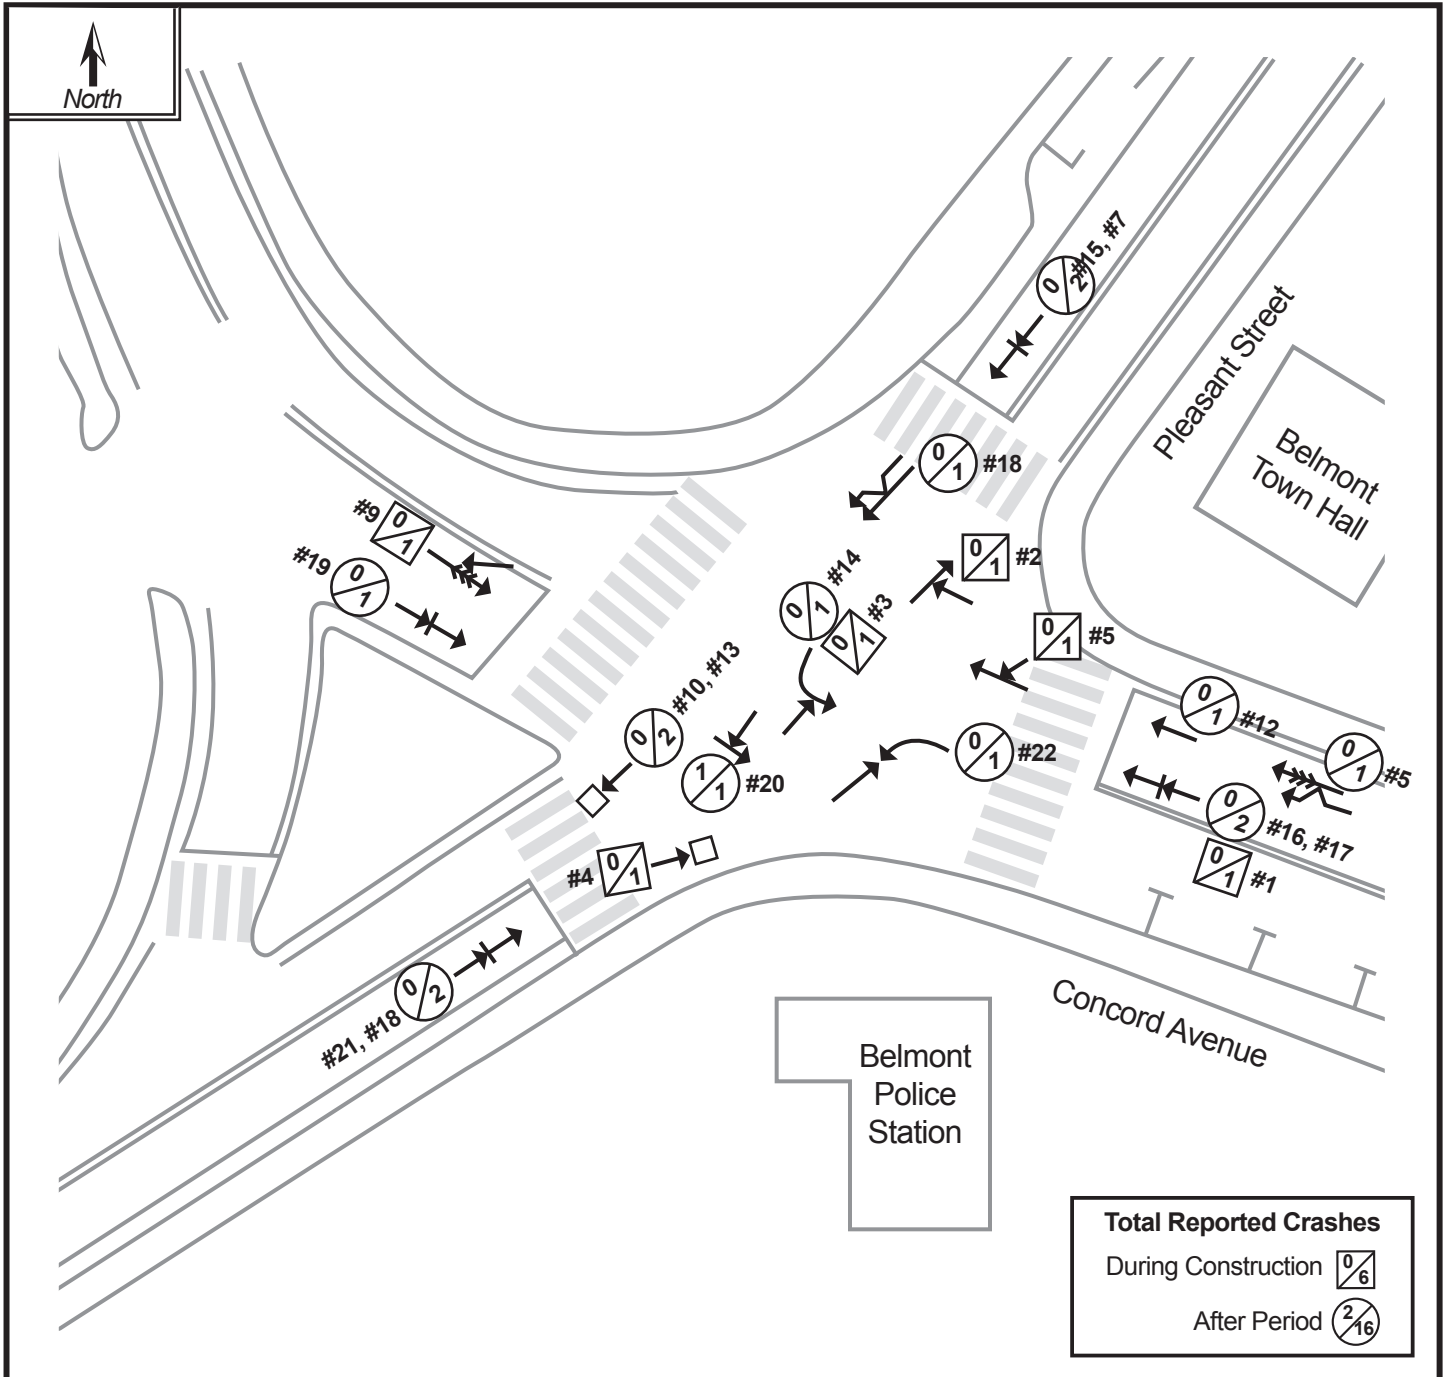 North
#15, #7
0/2
Pleasant Street
Belmont
Town Hall
0/1 #18
#9 0/1
#19 0/1
0/1 #14
0/1 #3
0/1 #2
0/1 #5
#10, #13
0/2
1/1 #20
0/1 #22
0/1 #12
0/1 #5
0/2 #16, #17
0/1 #1
#4 0/1
0/2
#21, #18
Concord Avenue
Belmont
Police
Station
Total Reported Crashes
During Construction 0/6
After Period 2/16